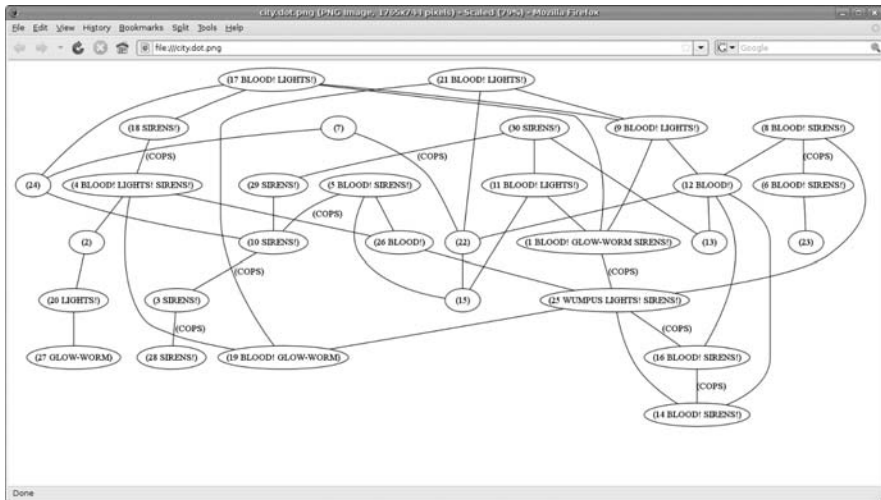 city.dot.png (PNG Image, 1765x744 pixels) - Scaled (79%) - Mozilla Firefox
File Edit View History Bookmarks Split Tools Help
file:///city.dot.png
Google
(17 BLOOD! LIGHTS!) (21 BLOOD! LIGHTS!)
(18 SIRENS!) (7) (30 SIRENS!) (9 BLOOD! LIGHTS!) (8 BLOOD! SIRENS!)
(COPS) (COPS) (COPS)
(24) (4 BLOOD! LIGHTS! SIRENS!) (29 SIRENS!) (5 BLOOD! SIRENS!) (11 BLOOD! LIGHTS!) (12 BLOOD!) (6 BLOOD! SIRENS!)
(COPS)
(2) (10 SIRENS!) (26 BLOOD!) (22) (1 BLOOD! GLOW-WORM SIRENS!) (13) (23)
(COPS) (COPS)
(20 LIGHTS!) (3 SIRENS!) (15) (25 WUMPUS LIGHTS! SIRENS!)
(COPS) (COPS)
(27 GLOW-WORM) (28 SIRENS!) (19 BLOOD! GLOW-WORM) (16 BLOOD! SIRENS!)
(COPS)
(14 BLOOD! SIRENS!)
Done